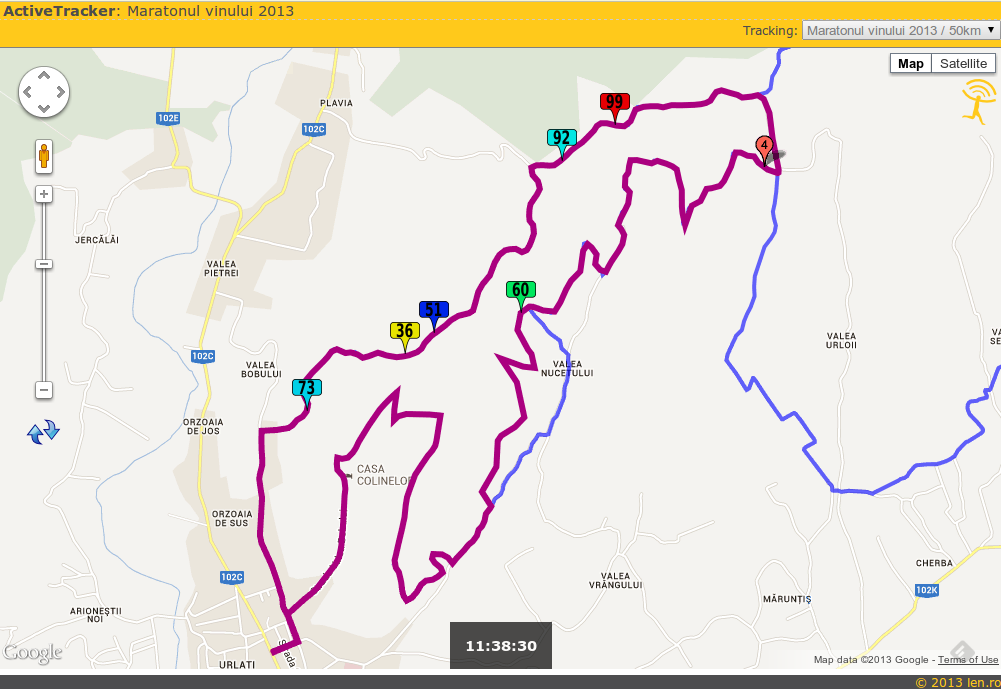 ActiveTracker: Maratonul vinului 2013
Tracking: Maratonul vinului 2013 / 50km
Map Satellite
PLAVIA
99
102E
102C
92
4
JERCĂLĂI
VALEA
PIETREI
60
51
36
VALEA
URLOII
VA
SE
102C
VALEA
BOBULUI
VALEA
NUCETULUI
73
ORZOAIA
DE JOS
CASA
COLINELOR
ORZOAIA
DE SUS
102C
CHERBA
VALEA
VRÂNGULUI
102K
MĂRUNȚIȘ
ARIONEȘTII
NOI
11:38:30
Strada
Google
URLAȚI
Map data ©2013 Google - Terms of Use
© 2013 len.ro